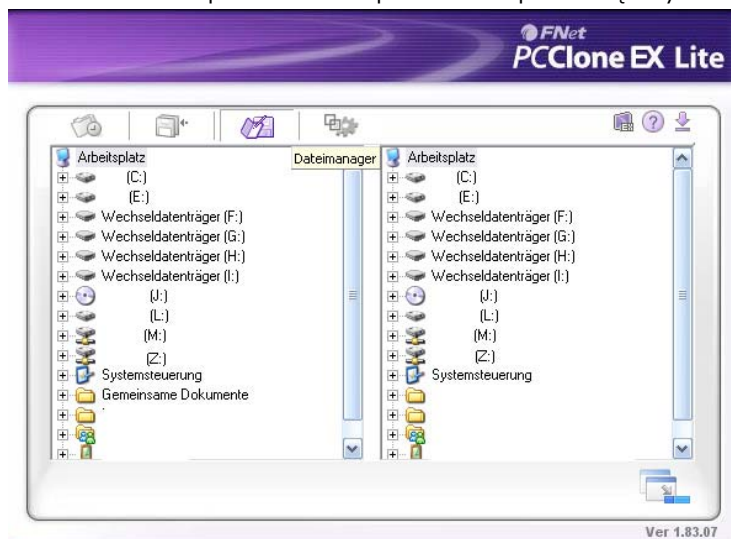 FNet
PCClone EX Lite
Dateimanager
Arbeitsplatz
(C:)
(E:)
Wechseldatenträger (F:)
Wechseldatenträger (G:)
Wechseldatenträger (H:)
Wechseldatenträger (I:)
(J:)
(L:)
(M:)
(Z:)
Systemsteuerung
Gemeinsame Dokumente
Arbeitsplatz
(C:)
(E:)
Wechseldatenträger (F:)
Wechseldatenträger (G:)
Wechseldatenträger (H:)
Wechseldatenträger (I:)
(J:)
(L:)
(M:)
(Z:)
Systemsteuerung
Ver 1.83.07